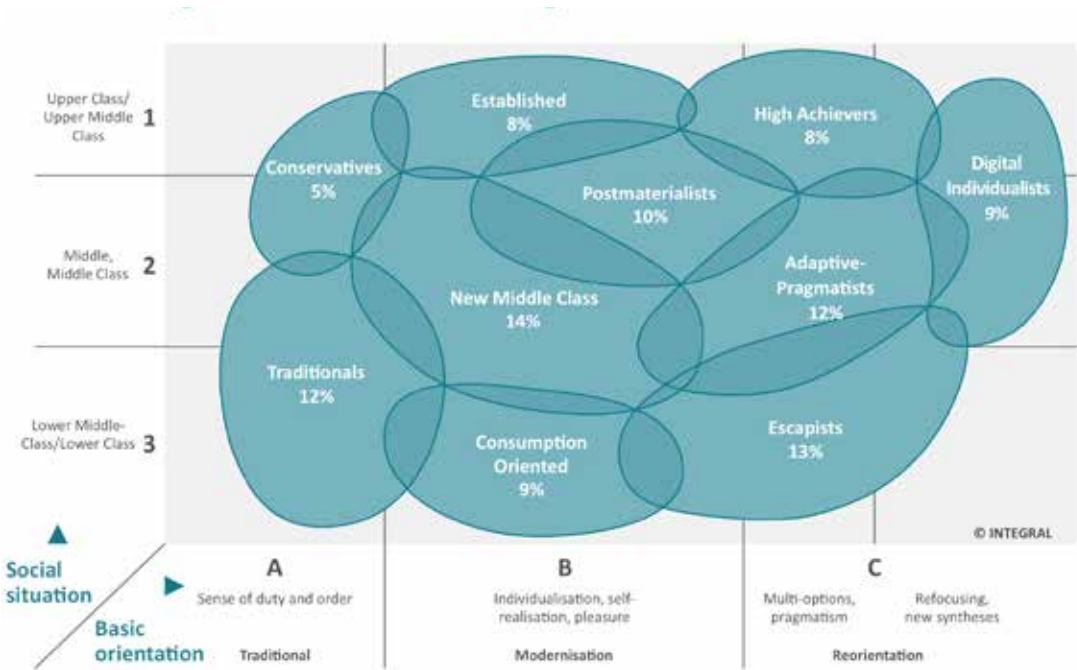 Upper Class/
Upper Middle
Class
1
Established
8%
High Achievers
8%
Conservatives
5%
Digital
Individualists
9%
Postmaterialists
10%
Middle,
Middle Class
2
Adaptive-
Pragmatists
12%
New Middle Class
14%
Traditionals
12%
Lower Middle-
Class/Lower Class
3
Consumption
Oriented
9%
Escapists
13%
© INTEGRAL
Social
situation
Basic
orientation
A
Sense of duty and order
Traditional
B
Individualisation, self-
realisation, pleasure
Modernisation
C
Multi-options,
pragmatism
Refocusing,
new syntheses
Reorientation